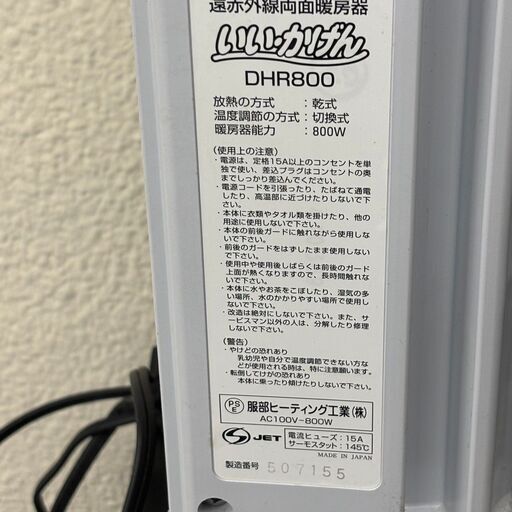 遠赤外線両面暖房器
いい・かげん
DHR800
放熱の方式：乾式
温度調節の方式：切換式
暖房器能力：800W
（使用上の注意）
・電源は、定格15A以上のコンセントを単
独で使い、差込プラグはコンセントの奥
までしっかり差込んでください。
・電源コードを引張ったり、たばねて通電
したり、高温部に近づけたりしない下さ
い。
・本体に衣類やタオル類を掛けたり、他の
用途に使用しないで下さい。
・本体の前後ガードに触れながら使用しな
いで下さい。
・前後のガードをはずしたまま使用しない
で下さい。
・使用中や使用後しばらくは前後のガード
上面が熱くなりますので、長時間触れな
いで下さい。
・本体に水やお茶をこぼしたり、湿気の多
い場所、水のかかりやすい場所で使用し
ないで下さい。
・改造は絶対にしないで下さい。また、サ
ービスマン以外の人は、分解したり修理
しないで下さい。
（警告）
・やけどの恐れあり
乳幼児や自分で温度調節できない方な
どが使用される時は、特に注意願います。
・転倒してけがの恐れあり
本体に乗ったり傾けたりしないで下さい。
PS E 服部ヒーティング工業（株）
AC100V-800W
S JET
電流ヒューズ：15A
サーモスタット：145℃
MADE IN JAPAN
製造番号 507155